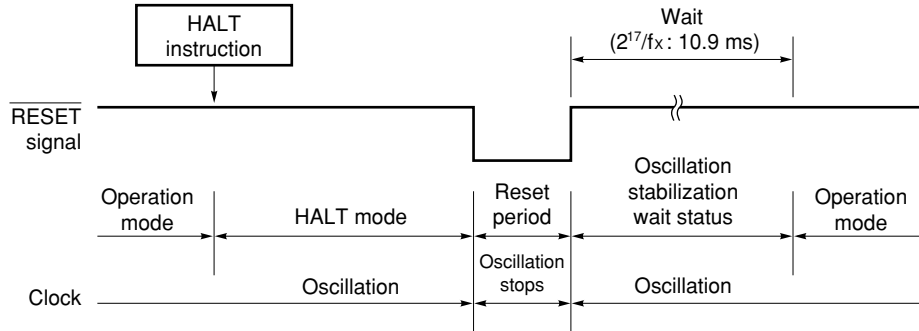 HALT
instruction
Wait
(2¹⁷/fx : 10.9 ms)
RESET
signal
Operation
mode
HALT mode
Reset
period
Oscillation
stabilization
wait status
Operation
mode
Clock
Oscillation
Oscillation
stops
Oscillation